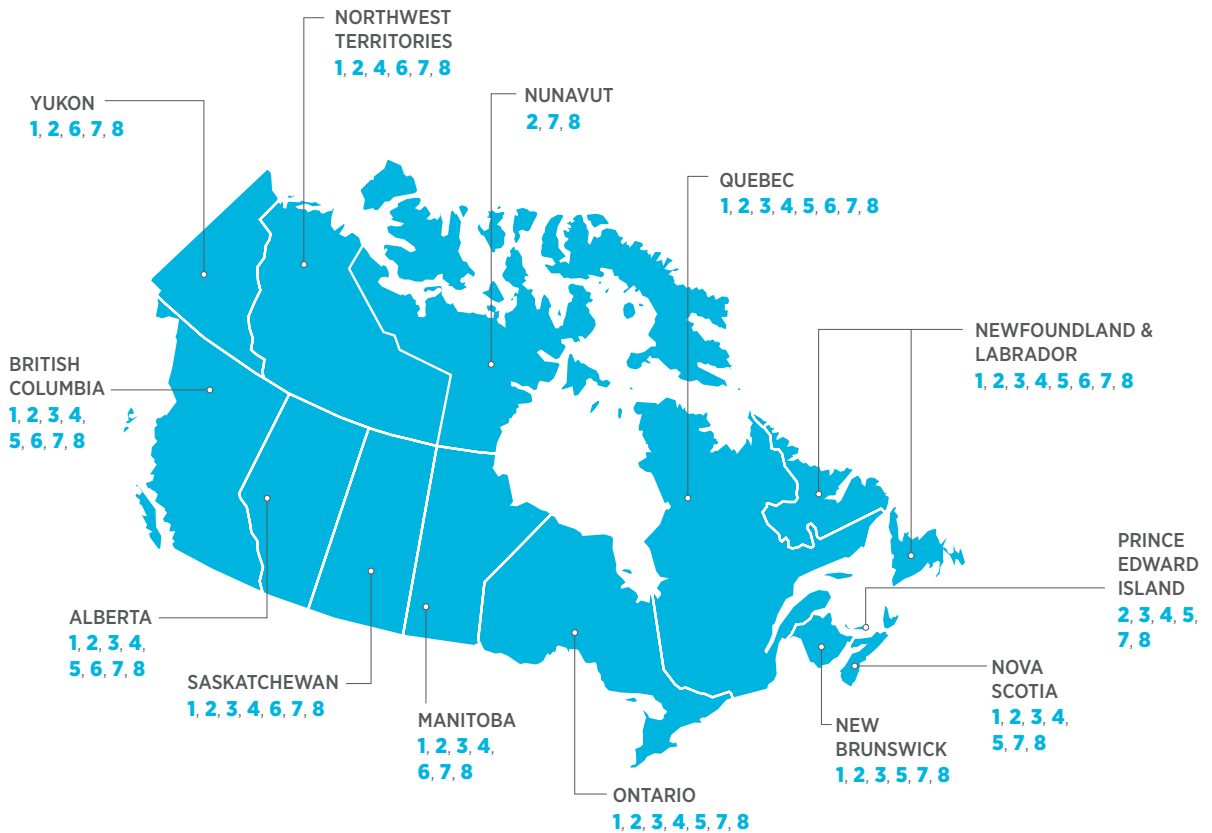 NORTHWEST
TERRITORIES
1, 2, 4, 6, 7, 8
YUKON
1, 2, 6, 7, 8
NUNAVUT
2, 7, 8
QUEBEC
1, 2, 3, 4, 5, 6, 7, 8
NEWFOUNDLAND &
LABRADOR
1, 2, 3, 4, 5, 6, 7, 8
BRITISH
COLUMBIA
1, 2, 3, 4,
5, 6, 7, 8
PRINCE
EDWARD
ISLAND
2, 3, 4, 5,
7, 8
ALBERTA
1, 2, 3, 4,
5, 6, 7, 8
SASKATCHEWAN
1, 2, 3, 4, 6, 7, 8
MANITOBA
1, 2, 3, 4,
6, 7, 8
NOVA
SCOTIA
1, 2, 3, 4,
5, 7, 8
NEW
BRUNSWICK
1, 2, 3, 5, 7, 8
ONTARIO
1, 2, 3, 4, 5, 7, 8